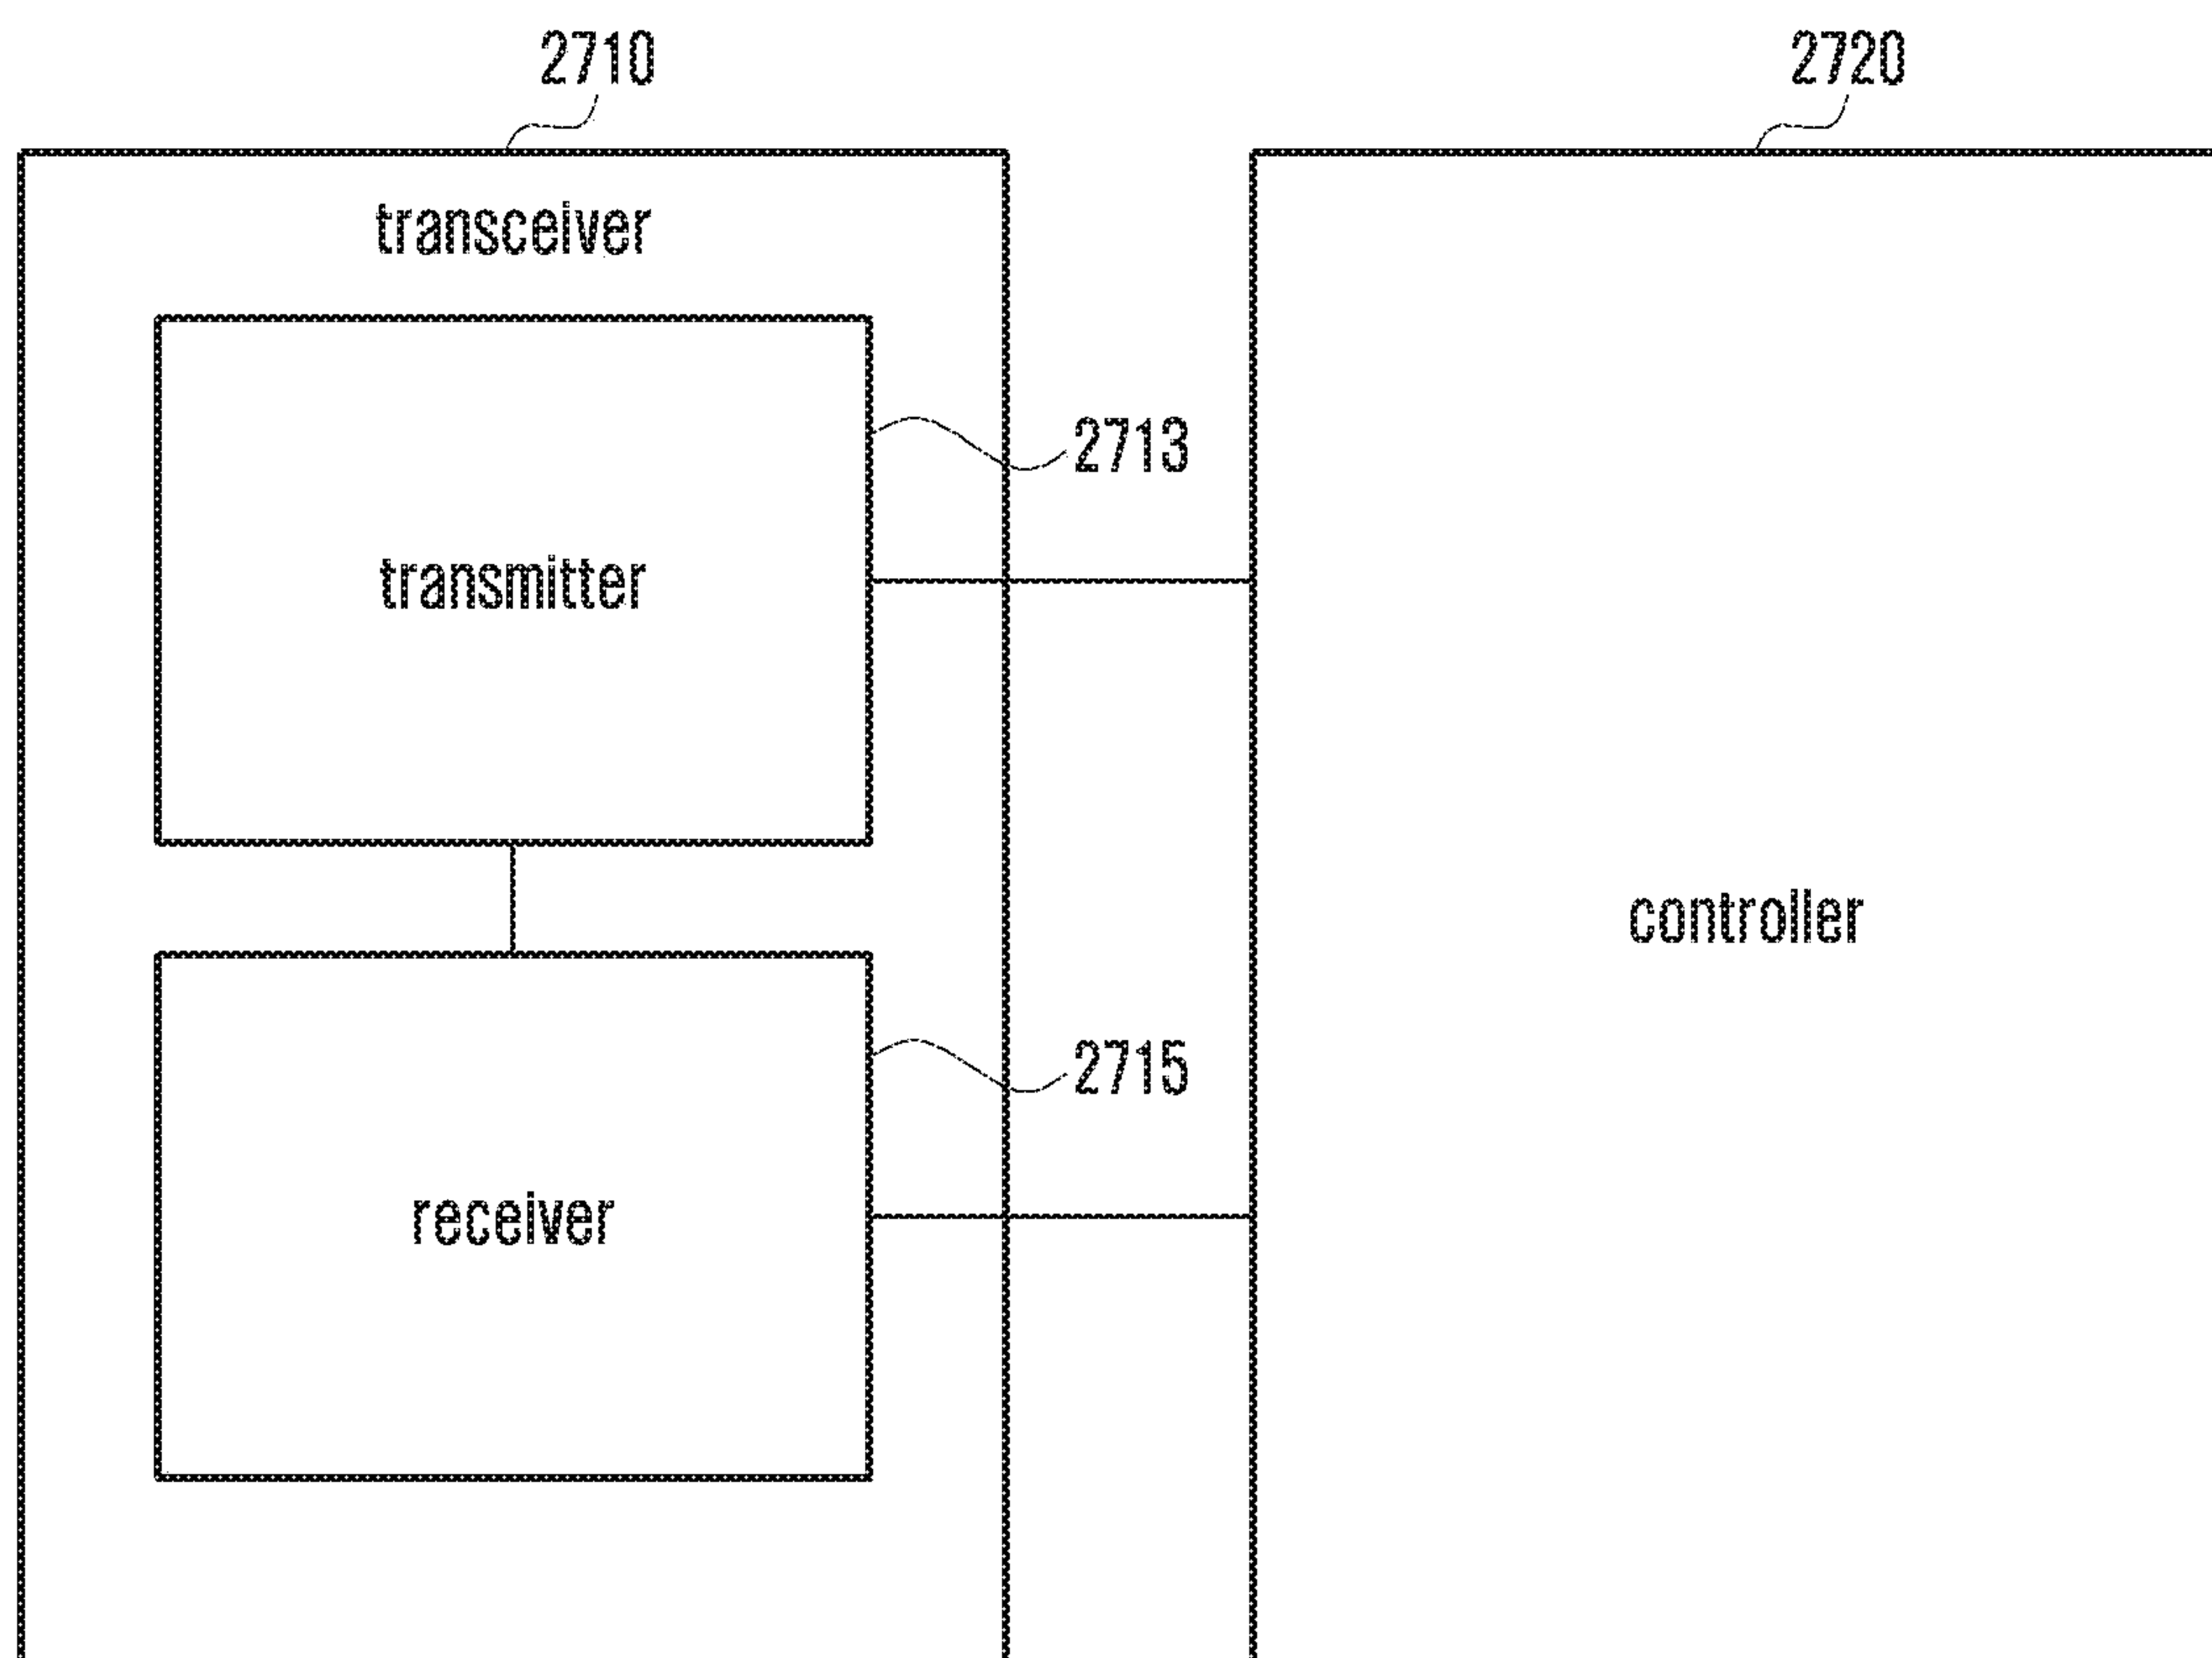 2710
2720
transceiver
2713
transmitter
controller
2715
receiver